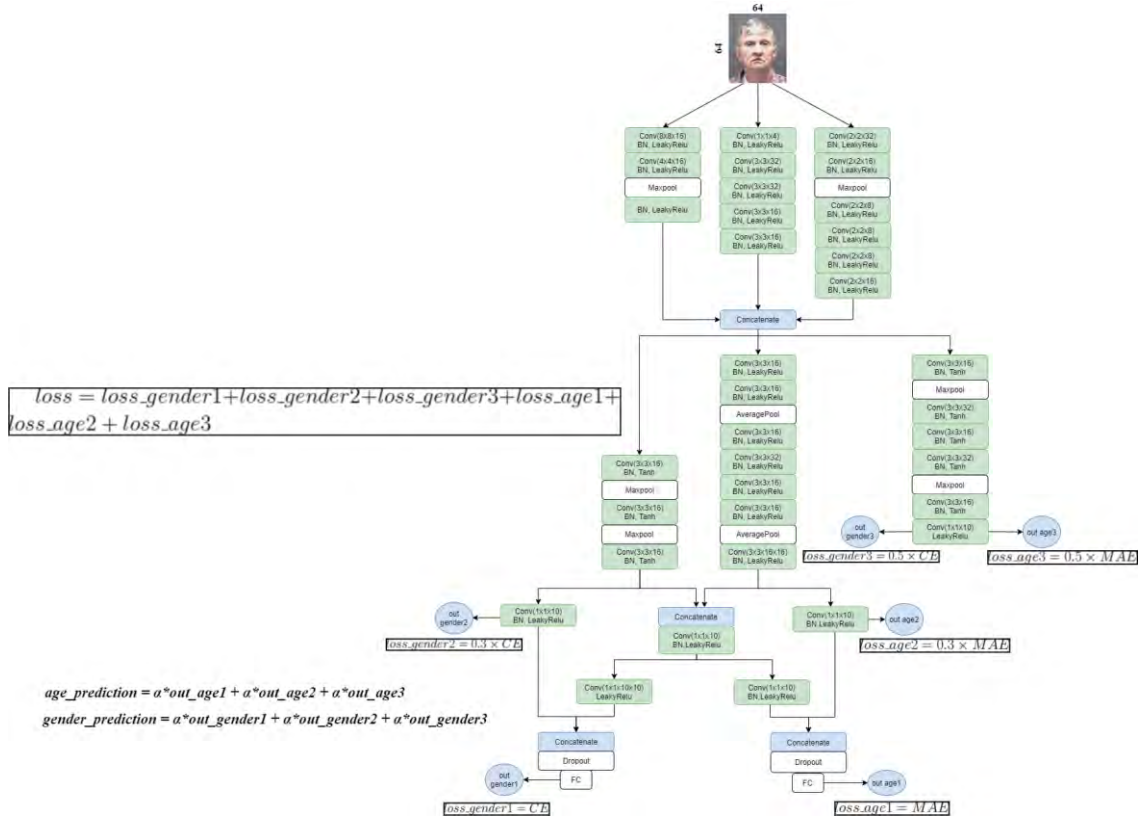 64
64
Conv(8x8x16)
BN, LeakyRelu
Conv(4x4x16)
BN, LeakyRelu
Maxpool
BN, LeakyRelu
Conv(1x1x4)
BN, LeakyRelu
Conv(3x3x32)
BN, LeakyRelu
Conv(3x3x32)
BN, LeakyRelu
Conv(3x3x16)
BN, LeakyRelu
Conv(3x3x16)
BN, LeakyRelu
Conv(2x2x32)
BN, LeakyRelu
Conv(2x2x16)
BN, LeakyRelu
Maxpool
Conv(2x2x8)
BN, LeakyRelu
Conv(2x2x8)
BN, LeakyRelu
Conv(2x2x8)
BN, LeakyRelu
Conv(2x2x16)
BN, LeakyRelu
Concatenate
loss = loss_gender1+loss_gender2+loss_gender3+loss_age1+
loss_age2 + loss_age3
Conv(3x3x16)
BN, Tanh
Maxpool
Conv(3x3x16)
BN, Tanh
Maxpool
Conv(3x3x16)
BN, Tanh
Conv(3x3x16)
BN, LeakyRelu
Conv(3x3x16)
BN, LeakyRelu
AveragePool
Conv(3x3x16)
BN, LeakyRelu
Conv(3x3x32)
BN, LeakyRelu
Conv(3x3x16)
BN, LeakyRelu
Conv(3x3x16)
BN, LeakyRelu
AveragePool
Conv(3x3x16x16)
BN, LeakyRelu
Conv(3x3x16)
BN, Tanh
Maxpool
Conv(3x3x32)
BN, Tanh
Conv(3x3x16)
BN, Tanh
Conv(3x3x32)
BN, Tanh
Maxpool
Conv(3x3x16)
BN, Tanh
Conv(1x1x10)
LeakyRelu
out
gender3
out age3
loss_gender3 = 0.5 × CE
loss_age3 = 0.5 × MAE
out
gender2
Conv(1x1x10)
BN, LeakyRelu
loss_gender2 = 0.3 × CE
Concatenate
Conv(1x1x10)
BN.LeakyRelu
Conv(1x1x10)
BN.LeakyRelu
out age2
loss_age2 = 0.3 × MAE
Conv(1x1x10x10)
LeakyRelu
Conv(1x1x10)
BN.LeakyRelu
age_prediction = α*out_age1 + α*out_age2 + α*out_age3
gender_prediction = α*out_gender1 + α*out_gender2 + α*out_gender3
Concatenate
Dropout
FC
out
gender1
loss_gender1 = CE
Concatenate
Dropout
FC
out age1
loss_age1 = MAE